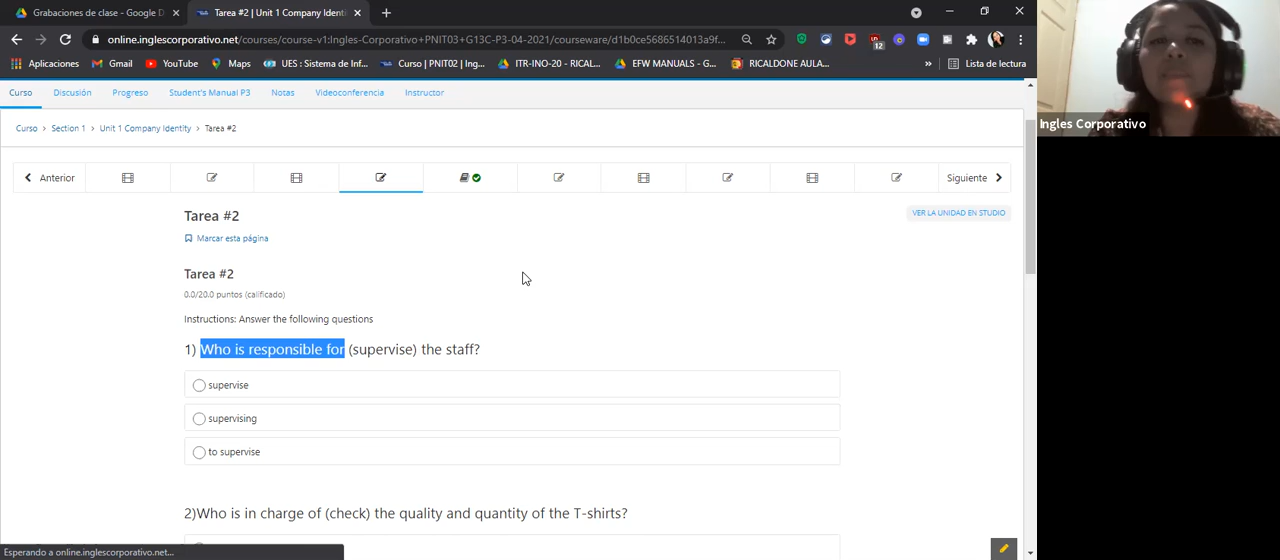 Grabaciones de clase - Google D
Tarea #2 | Unit 1 Company Identi
online.inglescorporativo.net/courses/course-v1:Ingles-Corporativo+PNIT03+G13C-P3-04-2021/courseware/d1b0ce5686514013a9f...
12
Aplicaciones
Gmail
YouTube
Maps
UES : Sistema de Inf...
Curso | PNIT02 | Ing...
ITR-INO-20 - RICAL...
EFW MANUALS - G...
RICALDONE AULA...
»
Lista de lectura
Curso
Discusión
Progreso
Student's Manual P3
Notas
Videoconferencia
Instructor
Curso > Section 1 > Unit 1 Company Identity > Tarea #2
Anterior
Siguiente
Tarea #2
VER LA UNIDAD EN STUDIO
Marcar esta página
Tarea #2
0.0/20.0 puntos (calificado)
Instructions: Answer the following questions
1) Who is responsible for (supervise) the staff?
supervise
supervising
to supervise
2)Who is in charge of (check) the quality and quantity of the T-shirts?
Esperando a online.inglescorporativo.net...
Ingles Corporativo